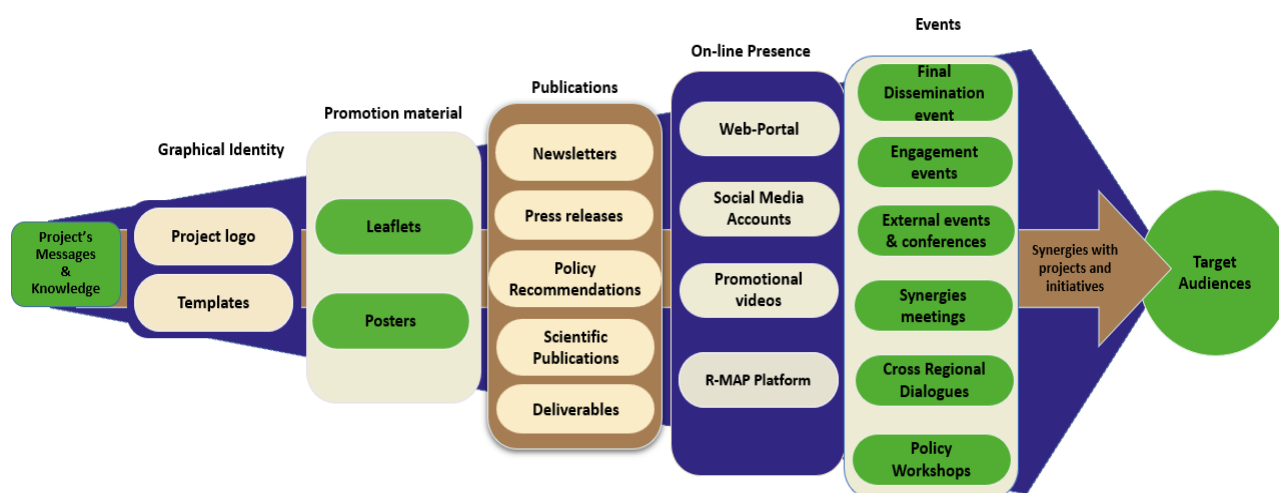 Project's
Messages
&
Knowledge
Graphical Identity
Project logo
Templates
Promotion material
Leaflets
Posters
Publications
Newsletters
Press releases
Policy
Recommendations
Scientific
Publications
Deliverables
On-line Presence
Web-Portal
Social Media
Accounts
Promotional
videos
R-MAP Platform
Events
Final
Dissemination
event
Engagement
events
External events
& conferences
Synergies
meetings
Cross Regional
Dialogues
Policy
Workshops
Synergies with
projects and
initiatives
Target
Audiences